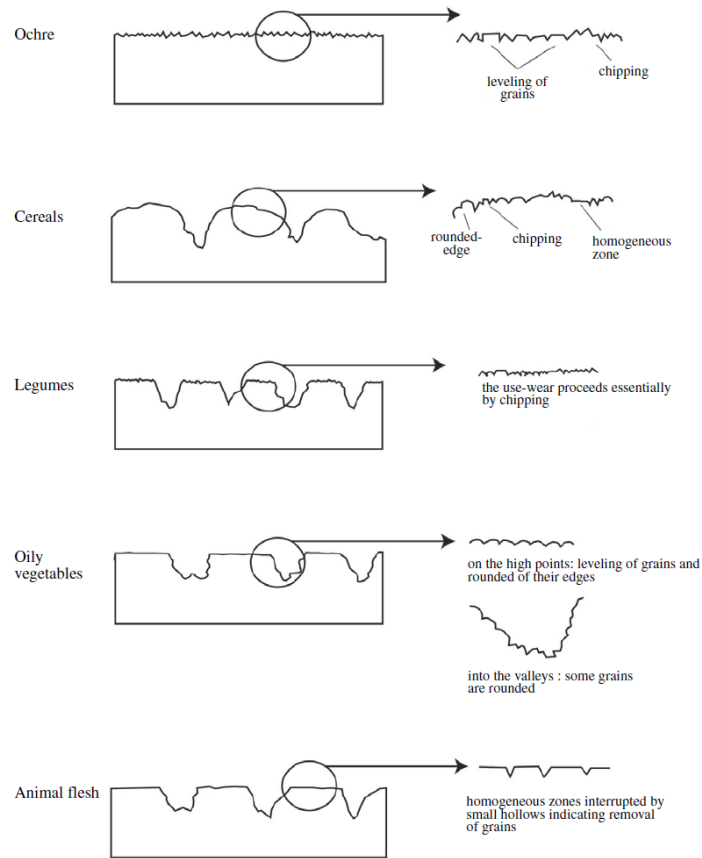 Ochre
leveling of
grains
chipping
Cereals
rounded-
edge
chipping
homogeneous
zone
Legumes
the use-wear proceeds essentially
by chipping
Oily
vegetables
on the high points: leveling of grains and
rounded of their edges
into the valleys : some grains
are rounded
Animal flesh
homogeneous zones interrupted by
small hollows indicating removal
of grains